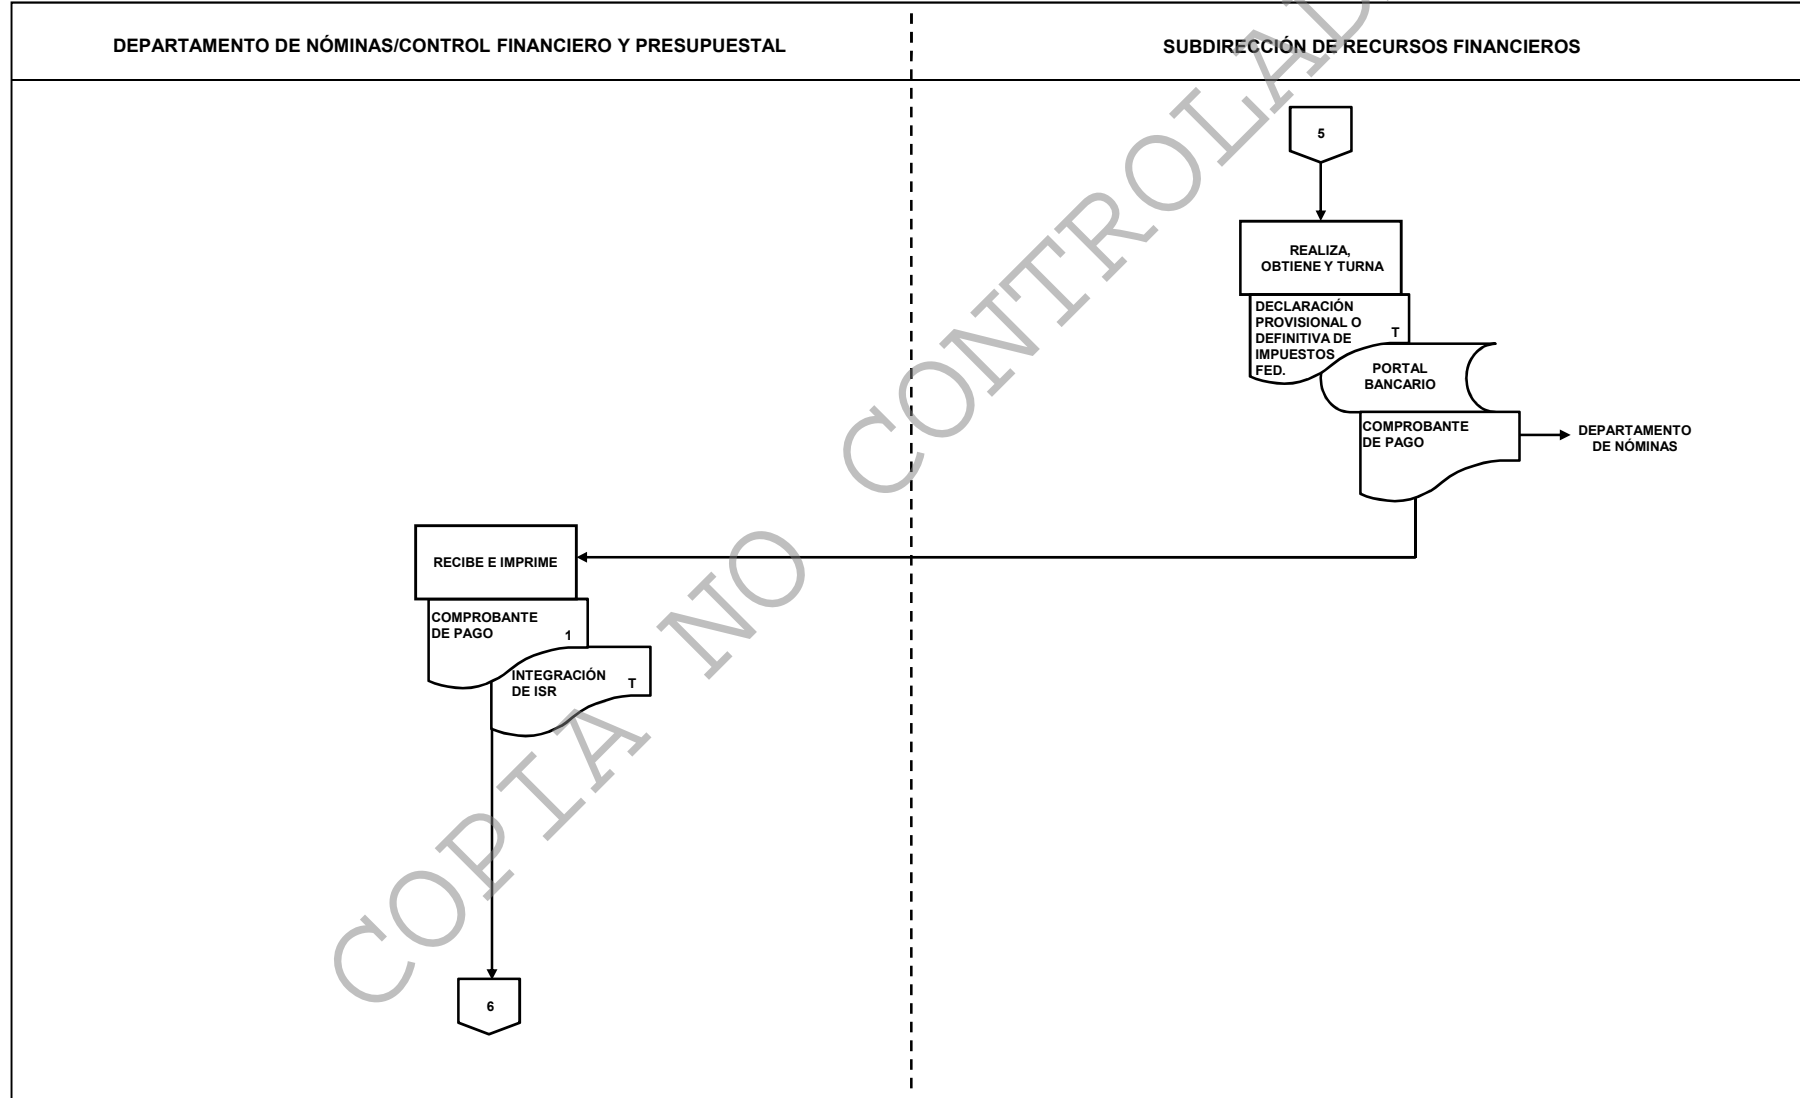 DEPARTAMENTO DE NÓMINAS/CONTROL FINANCIERO Y PRESUPUESTAL
SUBDIRECCIÓN DE RECURSOS FINANCIEROS
5
REALIZA,
OBTIENE Y TURNA
DECLARACIÓN
PROVISIONAL O
DEFINITIVA DE
IMPUESTOS
FED.
T
PORTAL
BANCARIO
COMPROBANTE
DE PAGO
DEPARTAMENTO
DE NÓMINAS
RECIBE E IMPRIME
COMPROBANTE
DE PAGO
1
INTEGRACIÓN
DE ISR
T
6
COPIA NO CONTROLAD